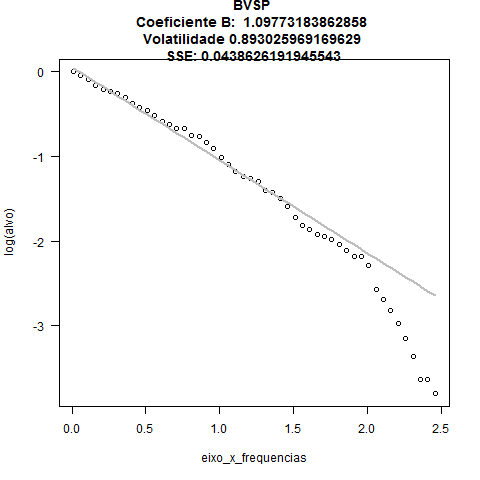 BVSP
Coeficiente B:  1.09773183862858
Volatilidade 0.893025969169629
SSE: 0.0438626191945543
log(alvo)
0
-1
-2
-3
0.0 0.5 1.0 1.5 2.0 2.5
eixo_x_frequencias